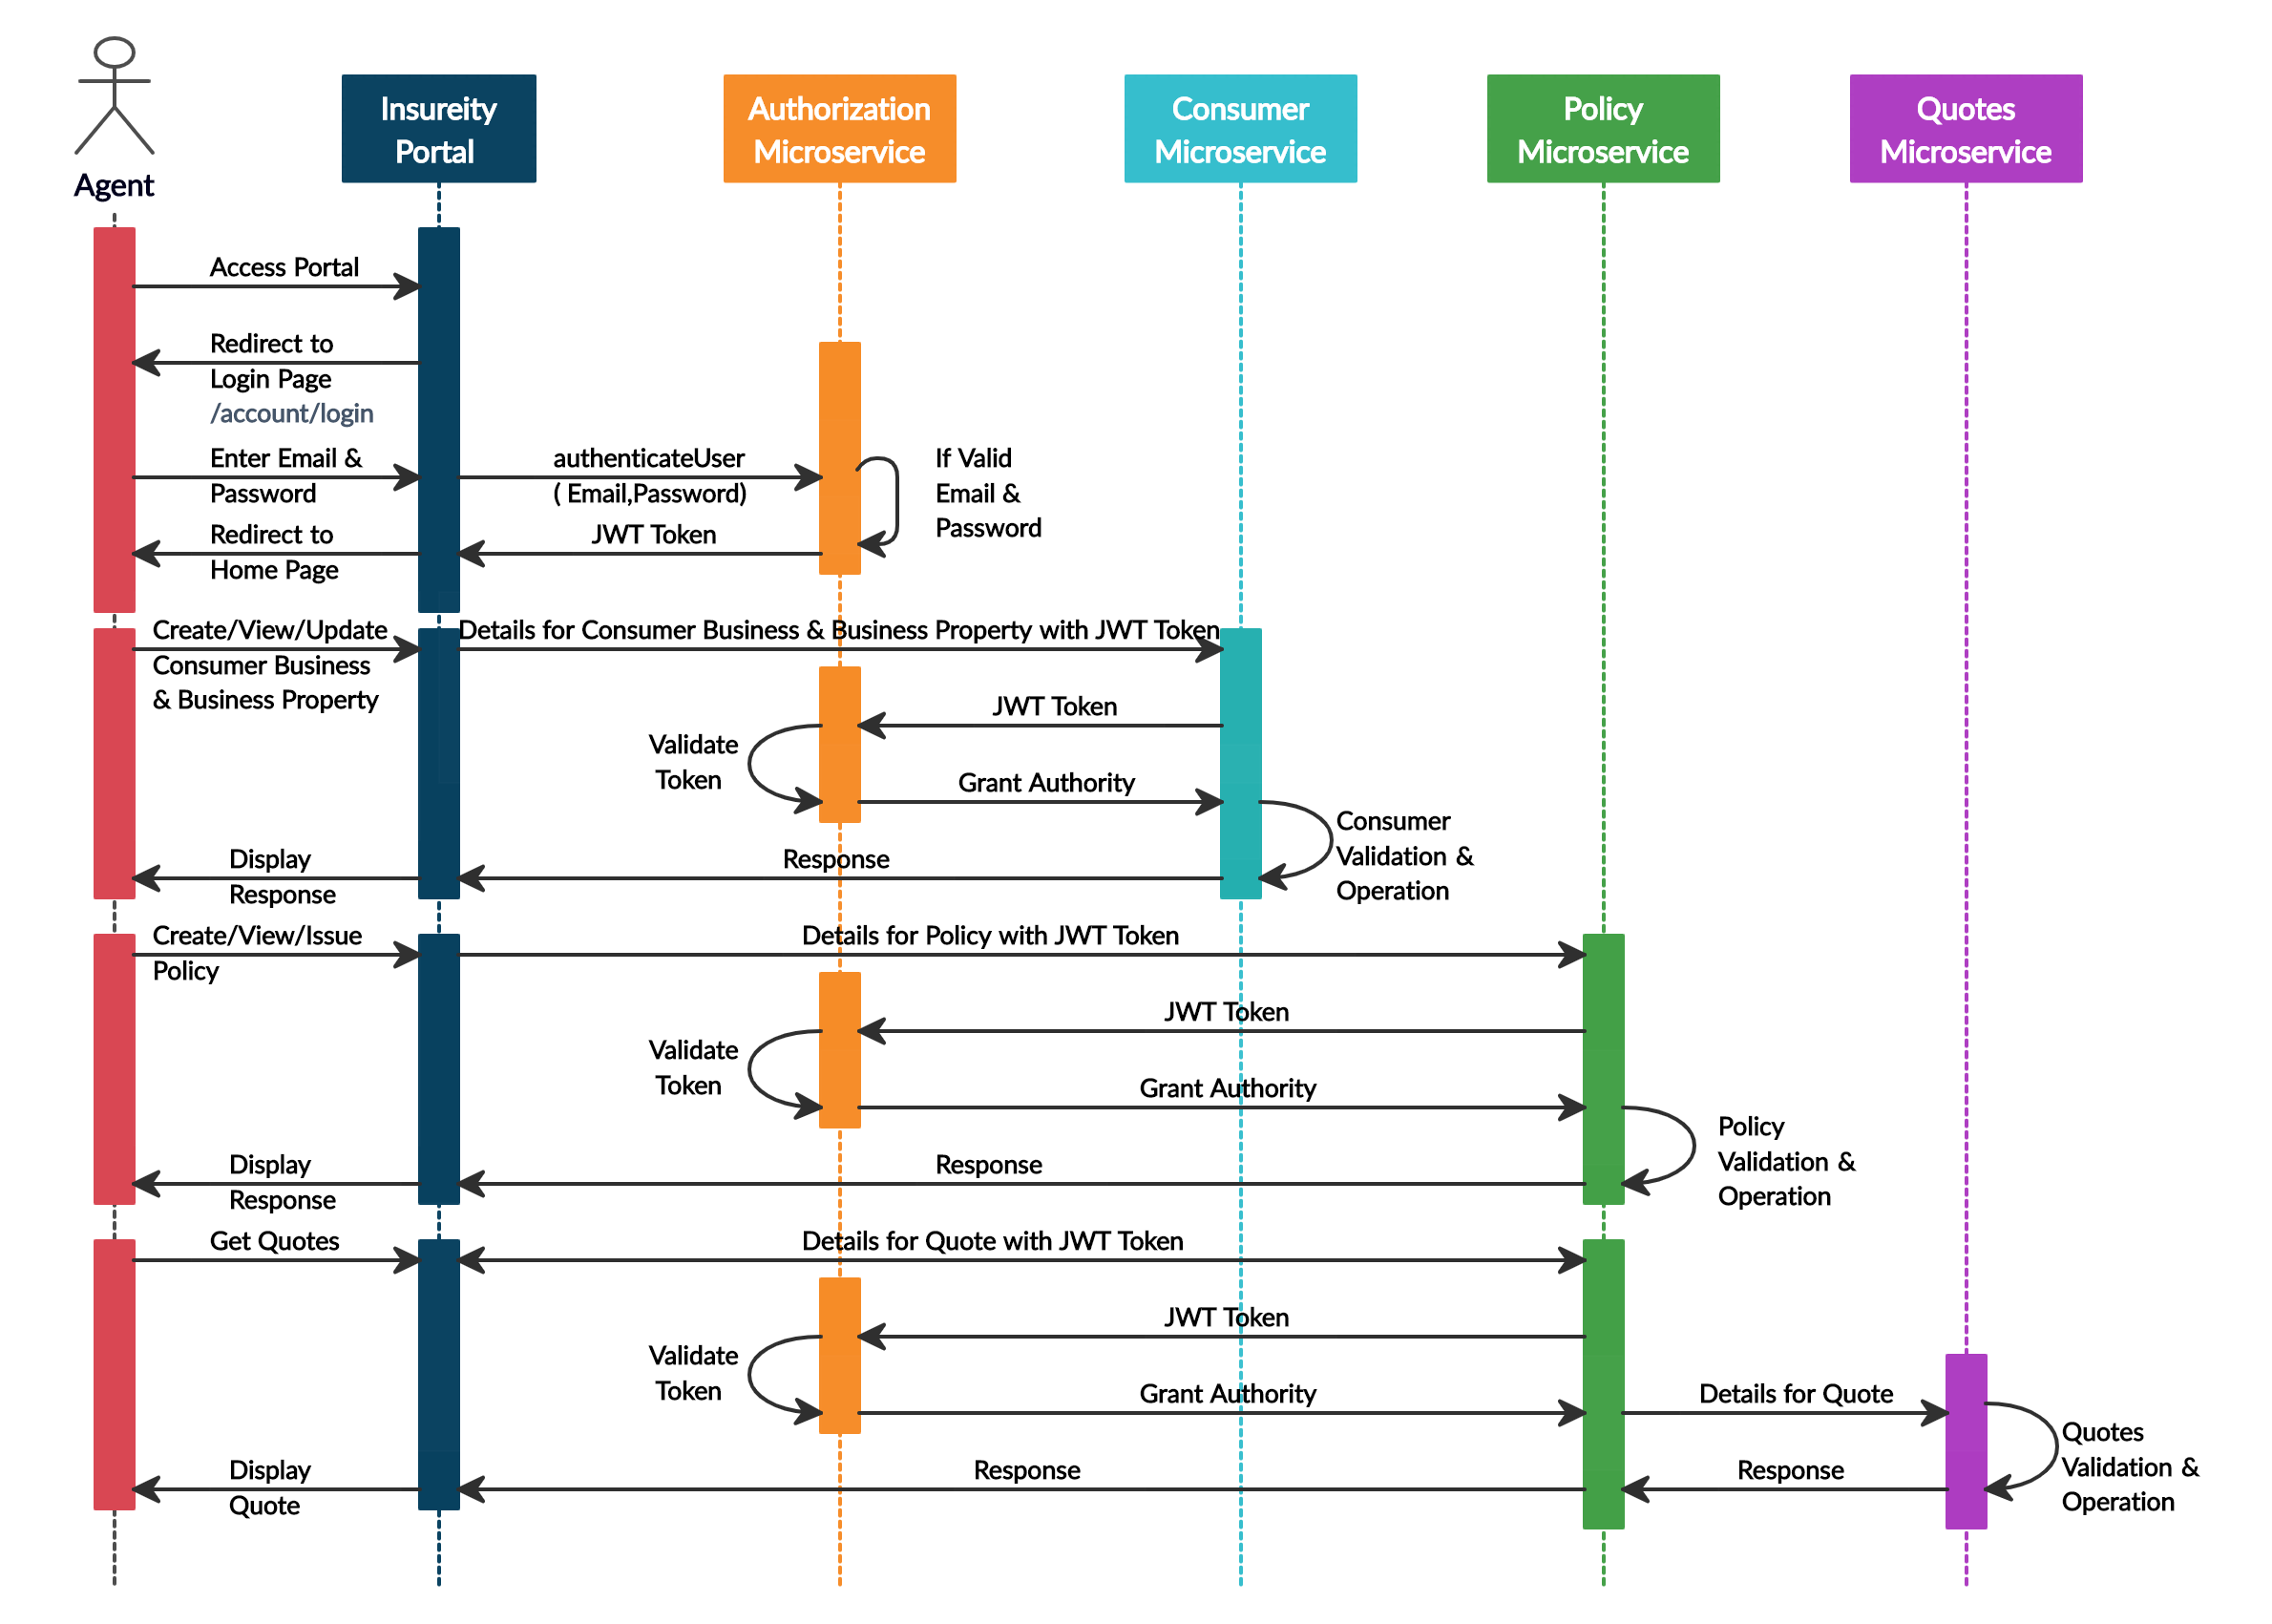 Agent
Insureity
Portal
Authorization
Microservice
Consumer
Microservice
Policy
Microservice
Quotes
Microservice
Access Portal
Redirect to
Login Page
/account/login
Enter Email &
Password
authenticateUser
( Email,Password)
If Valid
Email &
Password
Redirect to
Home Page
JWT Token
Create/View/Update
Consumer Business
& Business Property
Details for Consumer Business & Business Property with JWT Token
JWT Token
Validate
Token
Grant Authority
Consumer
Validation &
Operation
Display
Response
Response
Create/View/Issue
Policy
Details for Policy with JWT Token
JWT Token
Validate
Token
Grant Authority
Policy
Validation &
Operation
Display
Response
Response
Get Quotes
Details for Quote with JWT Token
JWT Token
Validate
Token
Grant Authority
Details for Quote
Quotes
Validation &
Operation
Display
Quote
Response
Response